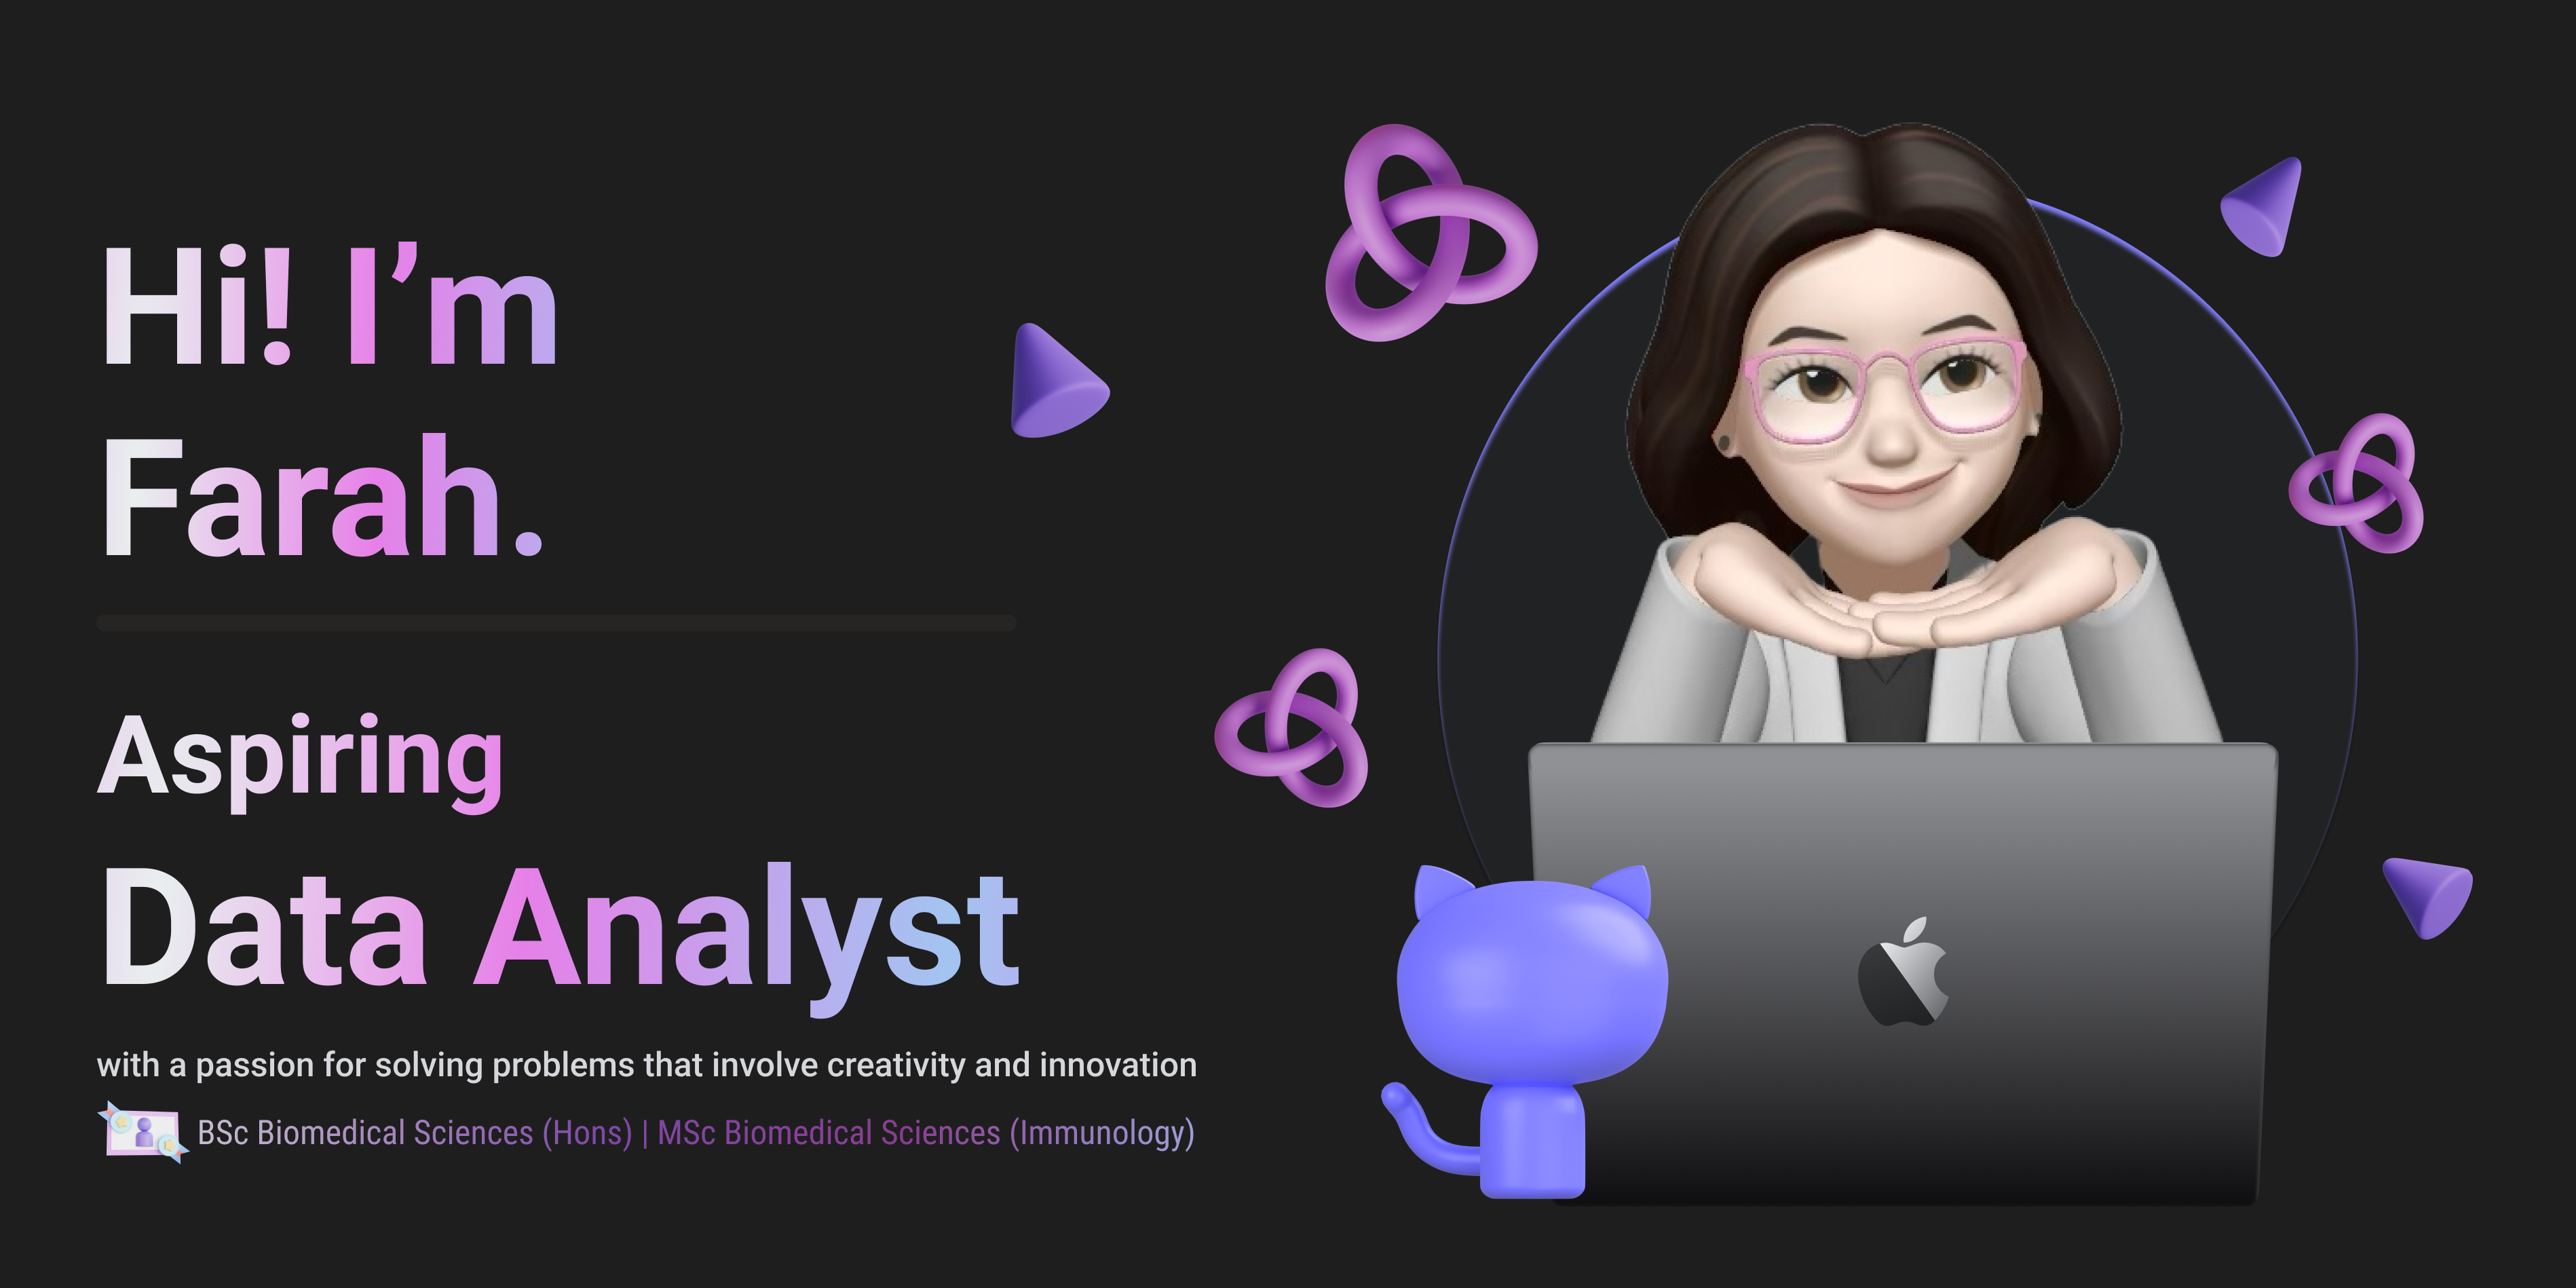 Hi! I’m
Farah.
Aspiring
Data Analyst
with a passion for solving problems that involve creativity and innovation
BSc Biomedical Sciences (Hons) | MSc Biomedical Sciences (Immunology)